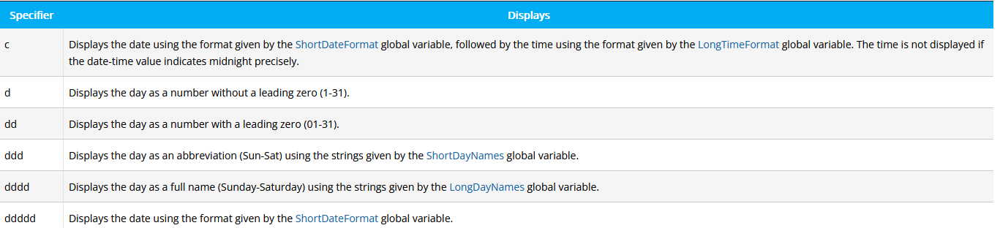 Specifier Displays
c Displays the date using the format given by the ShortDateFormat global variable, followed by the time using the format given by the LongTimeFormat global variable. The time is not displayed if
the date-time value indicates midnight precisely.
d Displays the day as a number without a leading zero (1-31).
dd Displays the day as a number with a leading zero (01-31).
ddd Displays the day as an abbreviation (Sun-Sat) using the strings given by the ShortDayNames global variable.
dddd Displays the day as a full name (Sunday-Saturday) using the strings given by the LongDayNames global variable.
ddddd Displays the date using the format given by the ShortDateFormat global variable.